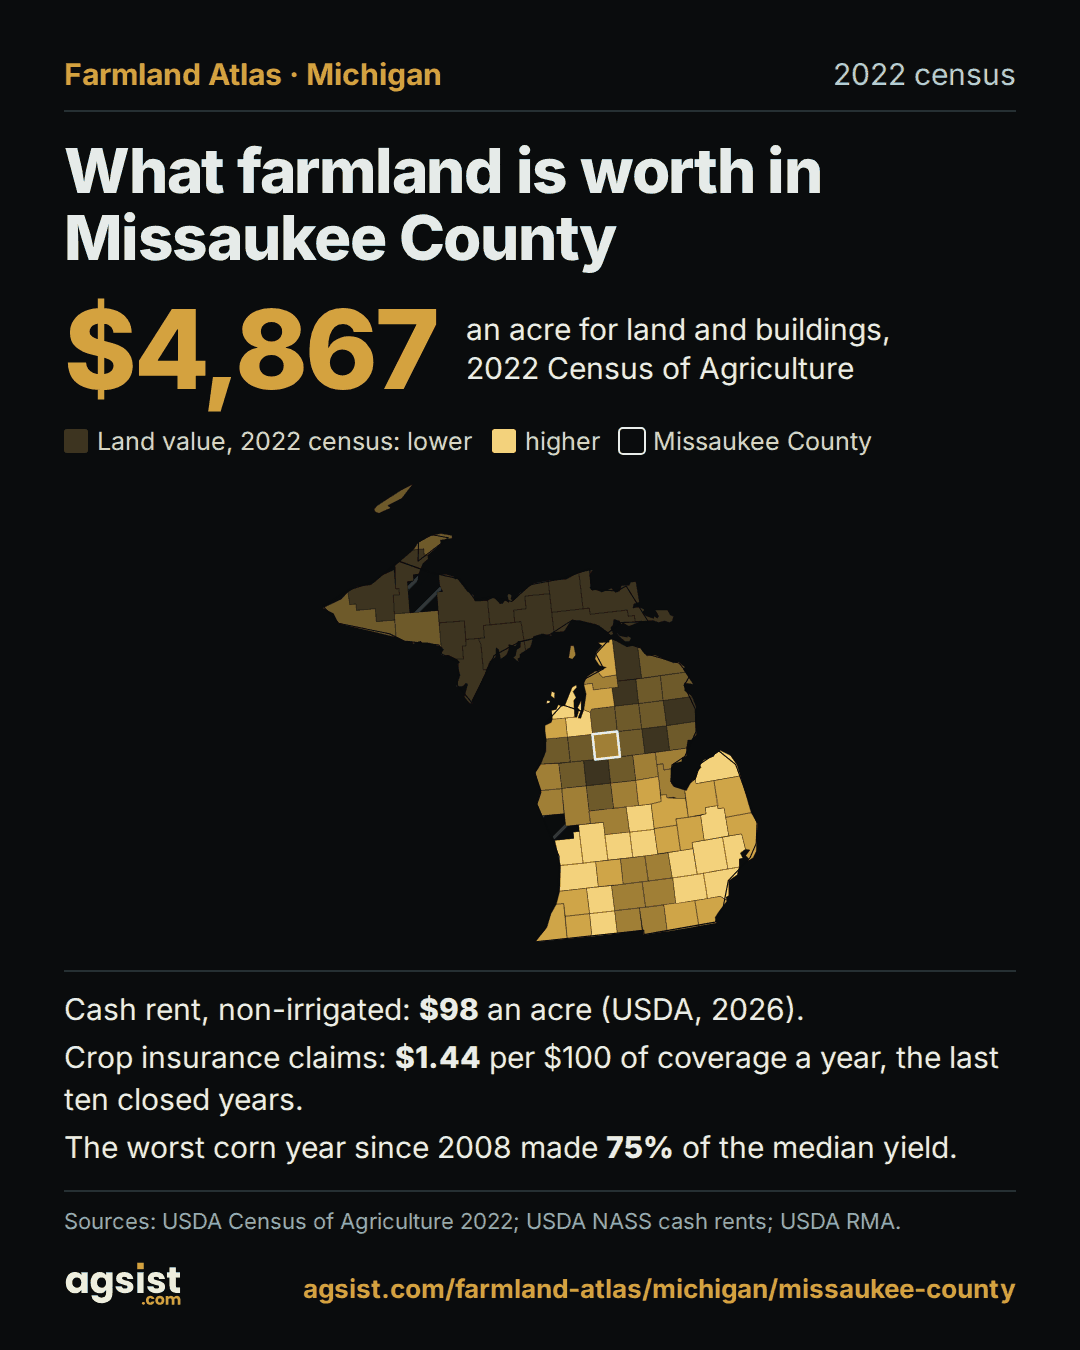 Farmland Atlas · Michigan
2022 census
What farmland is worth in
Missaukee County
$4,867
an acre for land and buildings,
2022 Census of Agriculture
Land value, 2022 census: lower
higher
Missaukee County
Cash rent, non-irrigated: $98 an acre (USDA, 2026).
Crop insurance claims: $1.44 per $100 of coverage a year, the last
ten closed years.
The worst corn year since 2008 made 75% of the median yield.
Sources: USDA Census of Agriculture 2022; USDA NASS cash rents; USDA RMA.
agsist
.com
agsist.com/farmland-atlas/michigan/missaukee-county